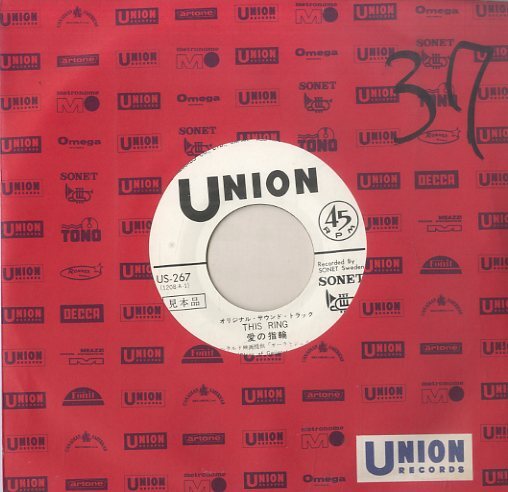 37
UNION
US-267
(1208 A-1)
見本品
45
RPM
Recorded By
SONET Sweden
SONET
オリジナル・サウンド・トラック
THIS RING
愛の指輪
UNION
RECORDS
metronome
Omega
SONET
TONO
DECCA
artone
Fonit